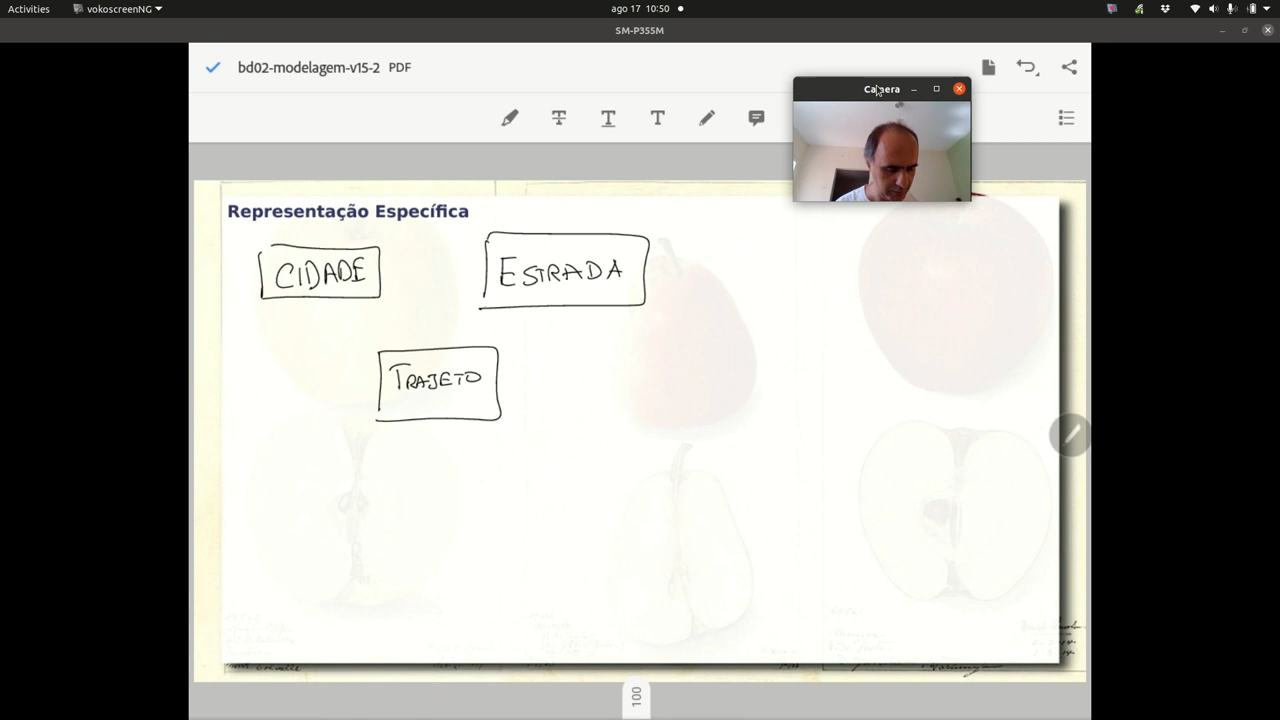 Activities vokoscreenNG ago 17 10:50
SM-P355M
bd02-modelagem-v15-2 PDF
Camera
Representação Específica
CIDADE ESTRADA
TRAJETO
100